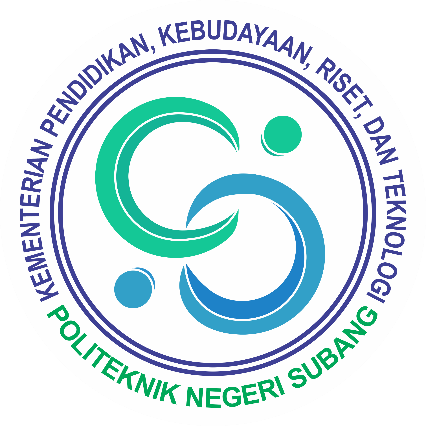 KEMENTERIAN PENDIDIKAN, KEBUDAYAAN, RISET, DAN TEKNOLOGI
POLITEKNIK NEGERI SUBANG